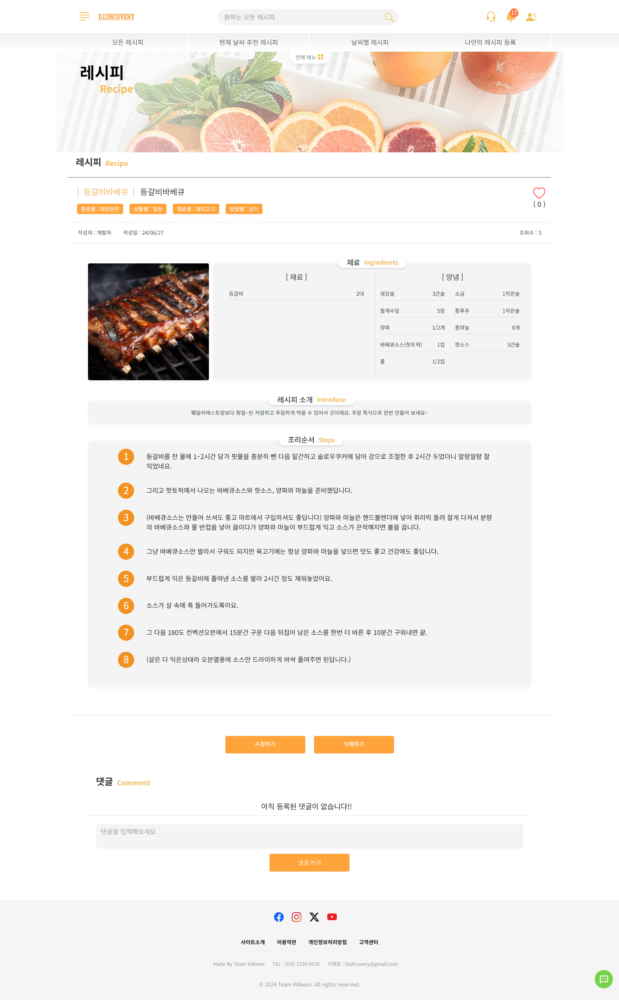 DISHCOVERY
원하는 모든 레시피
17
모든 레시피
현재 날씨 추천 레시피
날씨별 레시피
나만의 레시피 등록
전체 메뉴
레시피
Recipe
레시피 Recipe
[ 등갈비바베큐 ] 등갈비바베큐
( 0 )
종류별 : 메인반찬
상황별 : 일상
재료별 : 돼지고기
방법별 : 굽기
작성자 : 개발자
작성일 : 24/06/27
조회수 : 3
재료 Ingredients
[ 재료 ]
등갈비 2대
[ 양념 ]
생강술 3큰술
소금 1작은술
월계수잎 5장
통후추 1작은술
양파 1/2개
통마늘 8개
바베큐소스(핫토픽) 1컵
핫소스 3큰술
물 1/2컵
레시피 소개 Introduce
훼밀리레스토랑보다 훠얼~씬 저렴하고 푸짐하게 먹을 수 있어서 굿이에요. 주말 특식으로 한번 만들어 보세요~
조리순서 Steps
1 등갈비를 찬 물에 1~2시간 담가 핏물을 충분히 뺀 다음 밑간하고 슬로우쿠커에 담아 강으로 조절한 후 2시간 두었더니 말랑말랑 잘
익었네요.
2 그리고 핫토픽에서 나오는 바베큐소스와 핫소스, 양파와 마늘을 준비했답니다.
3 (바베큐소스는 만들어 쓰셔도 좋고 마트에서 구입하셔도 좋답니다) 양파와 마늘은 핸드블렌더에 넣어 휘리릭 돌려 잘게 다져서 분량
의 바베큐소스와 물 반컵을 넣어 끓이다가 양파와 마늘이 부드럽게 익고 소스가 끈적해지면 불을 끕니다.
4 그냥 바베큐소스만 발라서 구워도 되지만 육고기에는 항상 양파와 마늘을 넣으면 맛도 좋고 건강에도 좋답니다.
5 부드럽게 익은 등갈비에 졸여낸 소스를 발라 2시간 정도 재워놓았어요.
6 소스가 살 속에 푹 들어가도록이요.
7 그 다음 180도 컨벡션오븐에서 15분간 구운 다음 뒤집어 남은 소스를 한번 더 바른 후 10분간 구워내면 끝.
8 (살은 다 익은상태라 오븐열풍에 소스만 드라이하게 바싹 졸여주면 된답니다.)
수정하기
삭제하기
댓글 Comment
아직 등록된 댓글이 없습니다!!
댓글을 입력해보세요
댓글 쓰기
사이트소개
이용약관
개인정보처리방침
고객센터
Made By Team KiKwon
TEL : 010) 1234-5678
이메일 : Dishcovery@gmail.com
© 2024 Team KiKwon. All rights reserved.